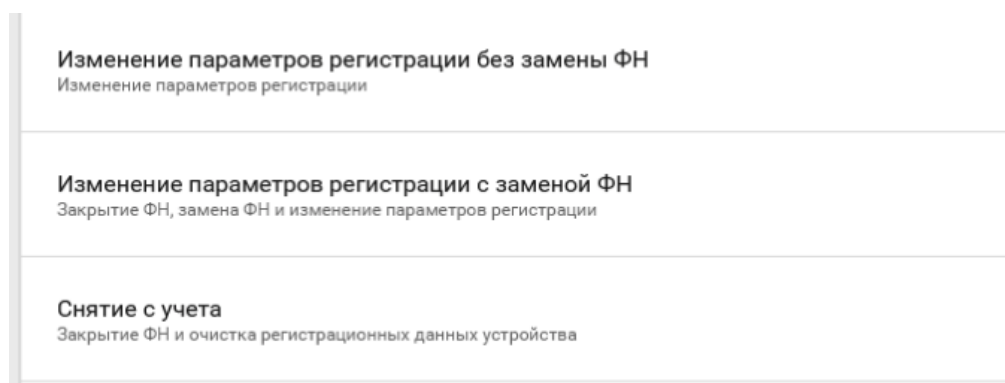 Изменение параметров регистрации без замены ФН
Изменение параметров регистрации
Изменение параметров регистрации с заменой ФН
Закрытие ФН, замена ФН и изменение параметров регистрации
Снятие с учета
Закрытие ФН и очистка регистрационных данных устройства